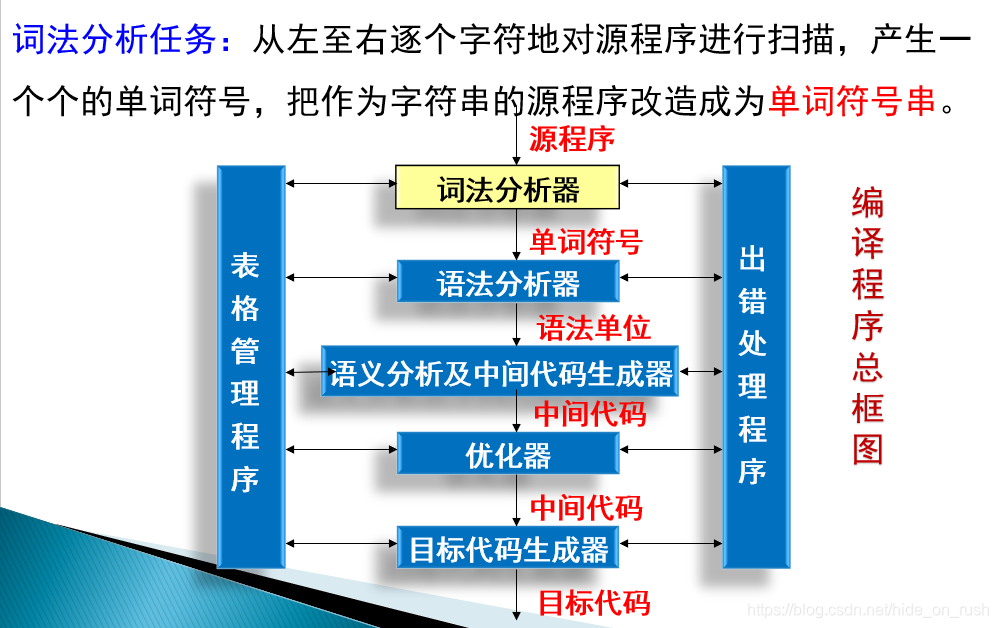 词法分析任务：从左至右逐个字符地对源程序进行扫描，产生一
个个的单词符号，把作为字符串的源程序改造成为单词符号串。
源程序
词法分析器
单词符号
语法分析器
语法单位
语义分析及中间代码生成器
中间代码
优化器
中间代码
目标代码生成器
目标代码
表格管理程序
出错处理程序
编译程序总框图
https://blog.csdn.net/hide_on_rush